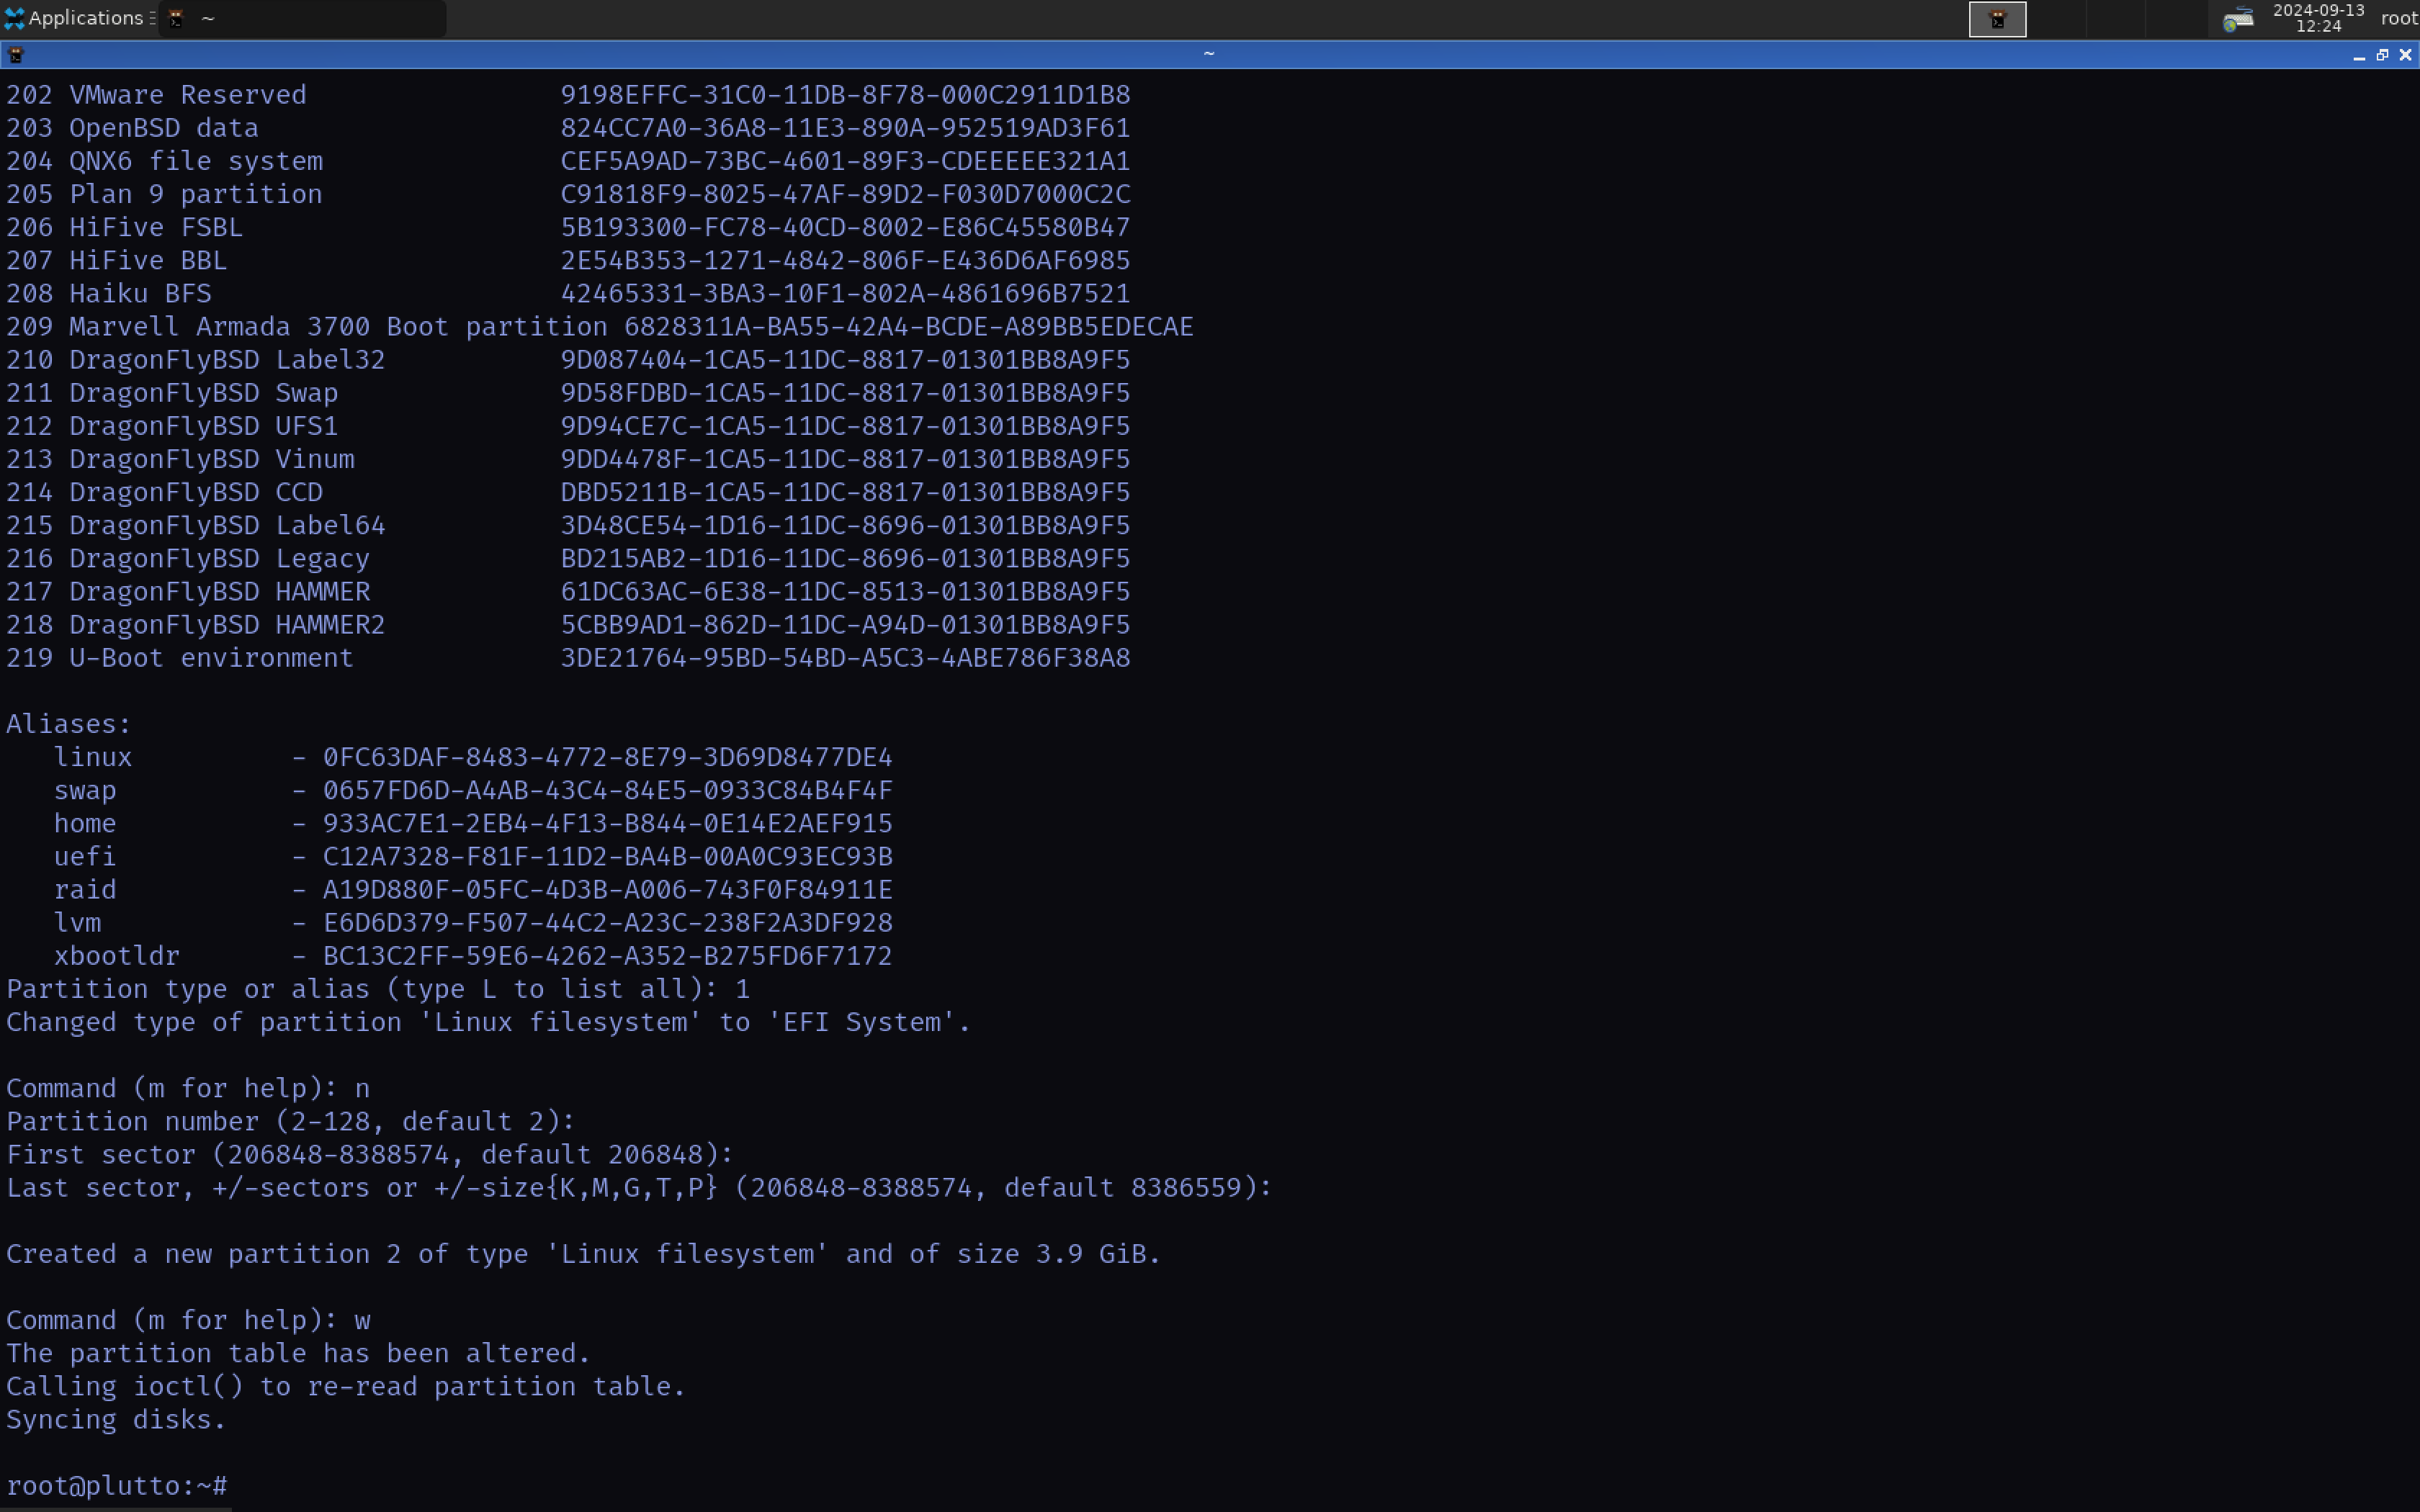 Applications
~
2024-09-13
12:24
root
~
202 VMware Reserved                9198EFFC-31C0-11DB-8F78-000C2911D1B8
203 OpenBSD data                   824CC7A0-36A8-11E3-890A-952519AD3F61
204 QNX6 file system               CEF5A9AD-73BC-4601-89F3-CDEEEEE321A1
205 Plan 9 partition               C91818F9-8025-47AF-89D2-F030D7000C2C
206 HiFive FSBL                    5B193300-FC78-40CD-8002-E86C45580B47
207 HiFive BBL                     2E54B353-1271-4842-806F-E436D6AF6985
208 Haiku BFS                      42465331-3BA3-10F1-802A-4861696B7521
209 Marvell Armada 3700 Boot partition 6828311A-BA55-42A4-BCDE-A89BB5EDECAE
210 DragonFlyBSD Label32           9D087404-1CA5-11DC-8817-01301BB8A9F5
211 DragonFlyBSD Swap              9D58FDBD-1CA5-11DC-8817-01301BB8A9F5
212 DragonFlyBSD UFS1              9D94CE7C-1CA5-11DC-8817-01301BB8A9F5
213 DragonFlyBSD Vinum             9DD4478F-1CA5-11DC-8817-01301BB8A9F5
214 DragonFlyBSD CCD               DBD5211B-1CA5-11DC-8817-01301BB8A9F5
215 DragonFlyBSD Label64           3D48CE54-1D16-11DC-8696-01301BB8A9F5
216 DragonFlyBSD Legacy            BD215AB2-1D16-11DC-8696-01301BB8A9F5
217 DragonFlyBSD HAMMER            61DC63AC-6E38-11DC-8513-01301BB8A9F5
218 DragonFlyBSD HAMMER2           5CBB9AD1-862D-11DC-A94D-01301BB8A9F5
219 U-Boot environment             3DE21764-95BD-54BD-A5C3-4ABE786F38A8
Aliases:
   linux          - 0FC63DAF-8483-4772-8E79-3D69D8477DE4
   swap           - 0657FD6D-A4AB-43C4-84E5-0933C84B4F4F
   home           - 933AC7E1-2EB4-4F13-B844-0E14E2AEF915
   uefi           - C12A7328-F81F-11D2-BA4B-00A0C93EC93B
   raid           - A19D880F-05FC-4D3B-A006-743F0F84911E
   lvm            - E6D6D379-F507-44C2-A23C-238F2A3DF928
   xbootldr       - BC13C2FF-59E6-4262-A352-B275FD6F7172
Partition type or alias (type L to list all): 1
Changed type of partition 'Linux filesystem' to 'EFI System'.
Command (m for help): n
Partition number (2-128, default 2):
First sector (206848-8388574, default 206848):
Last sector, +/-sectors or +/-size{K,M,G,T,P} (206848-8388574, default 8386559):
Created a new partition 2 of type 'Linux filesystem' and of size 3.9 GiB.
Command (m for help): w
The partition table has been altered.
Calling ioctl() to re-read partition table.
Syncing disks.
root@plutto:~#